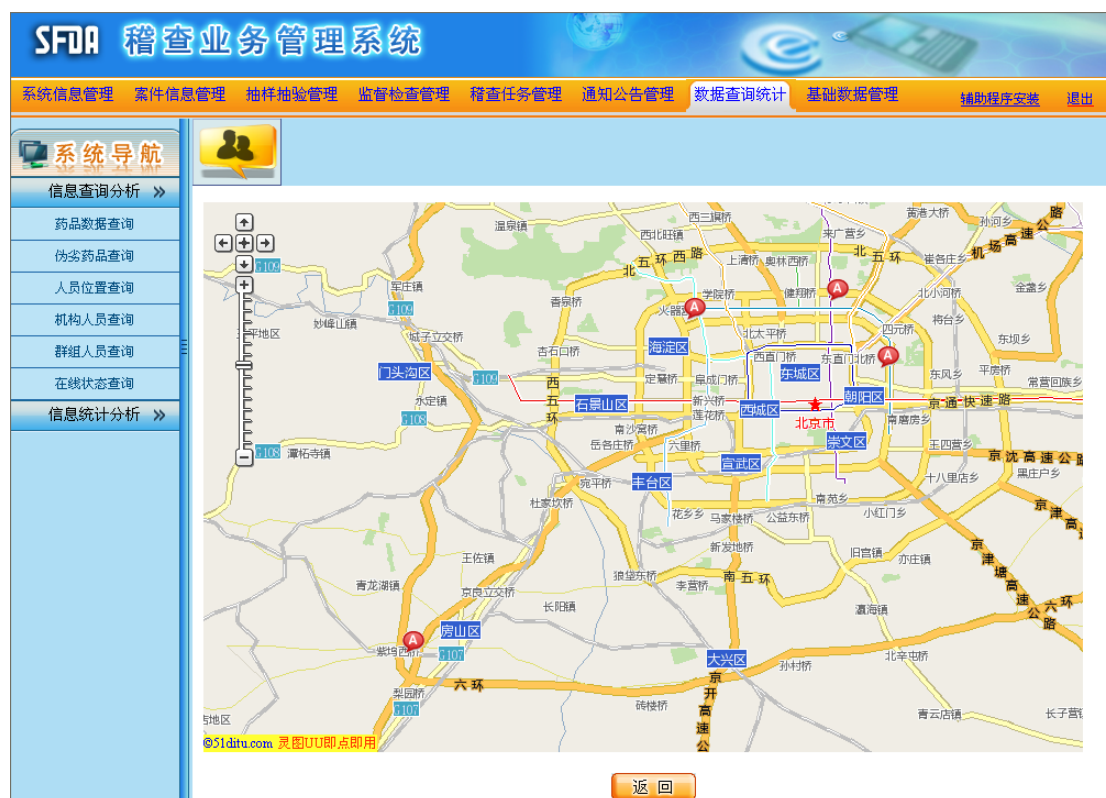 SFDA 稽查业务管理系统
系统信息管理 案件信息管理 抽样抽验管理 监督检查管理 稽查任务管理 通知公告管理 数据查询统计 基础数据管理 辅助程序安装 退出
系统导航
信息查询分析 »
药品数据查询
伪劣药品查询
人员位置查询
机构人员查询
群组人员查询
在线状态查询
信息统计分析 »
温泉镇
西三旗桥
黄港大桥
孙河乡
路
西北旺镇
来广营乡
机场高速公
北五环西路
上清桥
奥林西桥
北五环
崔各庄乡
G109
军庄镇
香泉桥
学院桥
A
健翔桥
A
北小河桥
金盏乡
G109
火器营
妙峰山镇
平地区
城子立交桥
北太平桥
四元桥
将台乡
东坝乡
杏石口桥
海淀区
西直门桥
东直门北桥
A
门头沟区
G109
定慧桥
阜成门桥
东城区
东风乡
平房桥
常营回族乡
西五环
永定镇
石景山区
新兴桥
西城区
朝阳区
京通快速路
莲花桥
北京市
G108
南沙窝桥
南磨房乡
岳各庄桥
六里桥
崇文区
王四营乡
京沈高速公路
G108
潭柘寺镇
宣武区
宛平桥
丰台区
十八里店乡
黑庄户乡
杜家坎桥
南苑乡
花乡乡
马家楼桥
公益东桥
小红门乡
京津高
新发地桥
旧宫镇
亦庄镇
京津塘高速公路
王佐镇
狼垡东桥
李营桥
南五环
青龙湖镇
京良立交桥
长阳镇
瀛海镇
六环
A
房山区
紫坞西桥
G107
大兴区
孙村桥
北辛屯桥
六环
京开高速公
梨园桥
G107
砖楼桥
青云店镇
长子营镇
店地区
©51ditu.com 灵图UU即点即用
返回